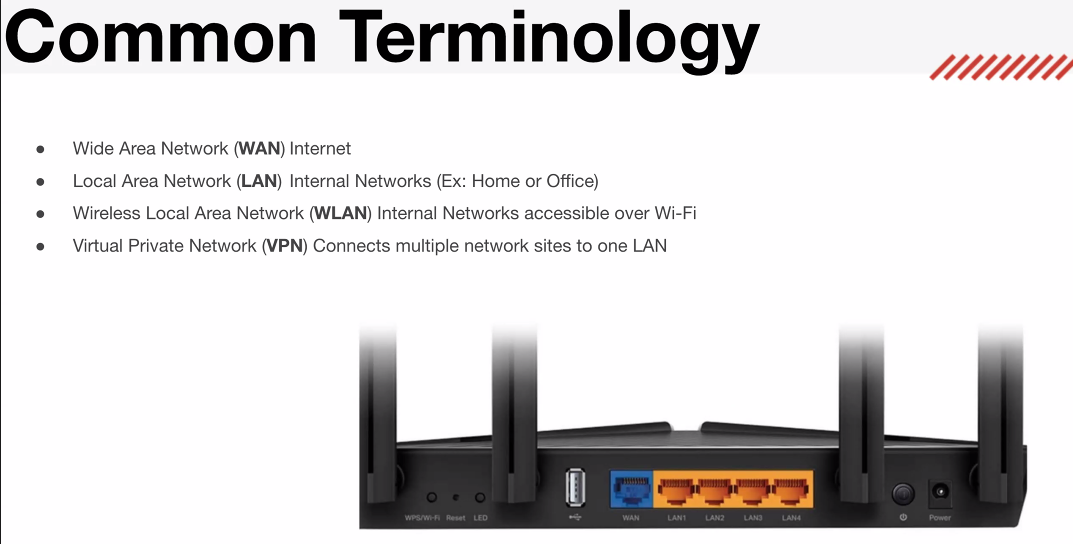 Common Terminology
● Wide Area Network (WAN) Internet
● Local Area Network (LAN) Internal Networks (Ex: Home or Office)
● Wireless Local Area Network (WLAN) Internal Networks accessible over Wi-Fi
● Virtual Private Network (VPN) Connects multiple network sites to one LAN
WPS/Wi-Fi Reset LED WAN LAN1 LAN2 LAN3 LAN4 Power